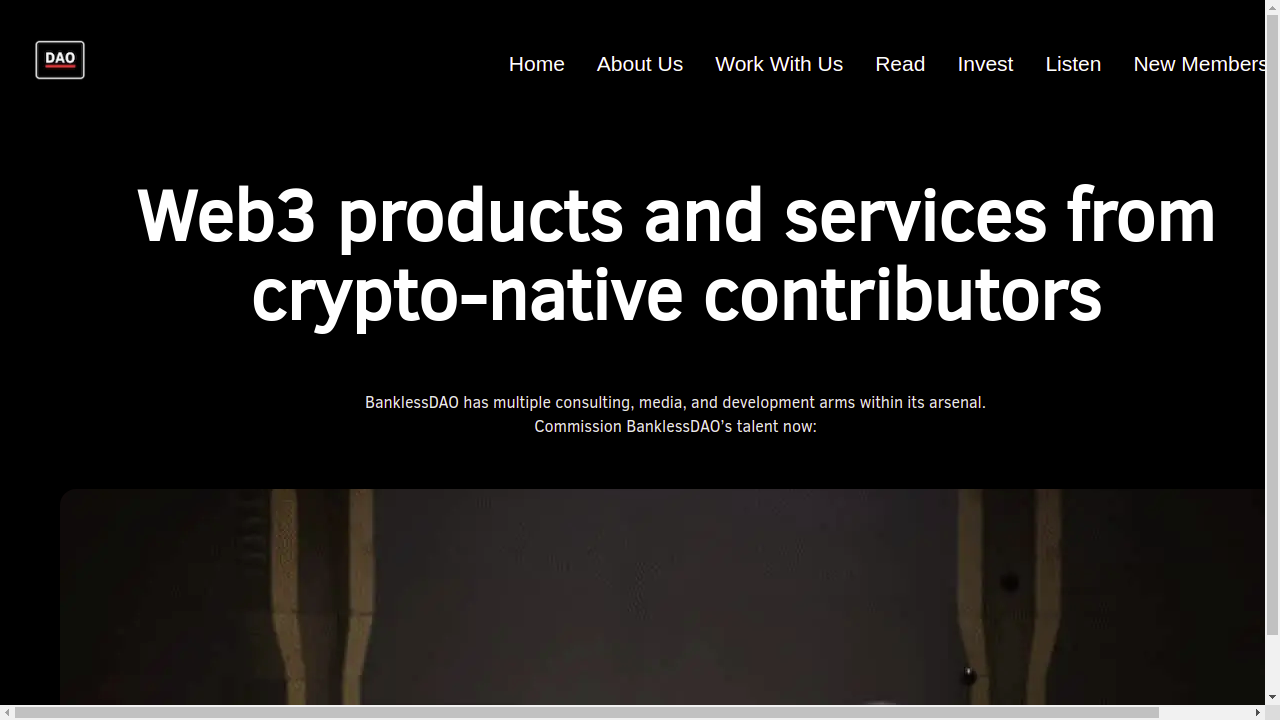 DAO
Home About Us Work With Us Read Invest Listen New Members
Web3 products and services from
crypto-native contributors
BanklessDAO has multiple consulting, media, and development arms within its arsenal.
Commission BanklessDAO's talent now: